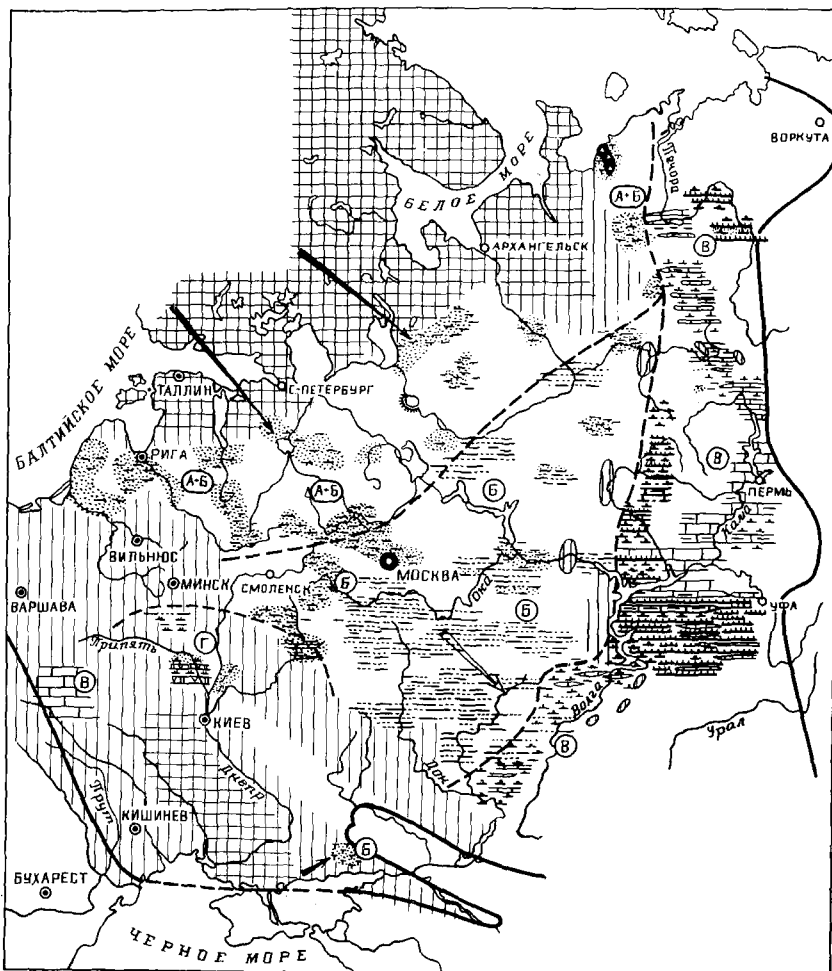 ВОРКУТА
Печора
БЕЛОЕ МОРЕ
А+Б
В
АРХАНГЕЛЬСК
БАЛТИЙСКОЕ МОРЕ
ТАЛЛИН
С-ПЕТЕРБУРГ
РИГА
А+Б
А+Б
Б
В
ПЕРМЬ
Кама
ВИЛЬНЮС
МОСКВА
МИНСК
СМОЛЕНСК
Б
Ока
Б
УФА
ВАРШАВА
Припять
Г
В
КИЕВ
Волга
В
Урал
Дон
Днепр
Прут
КИШИНЕВ
Б
БУХАРЕСТ
ЧЕРНОЕ МОРЕ